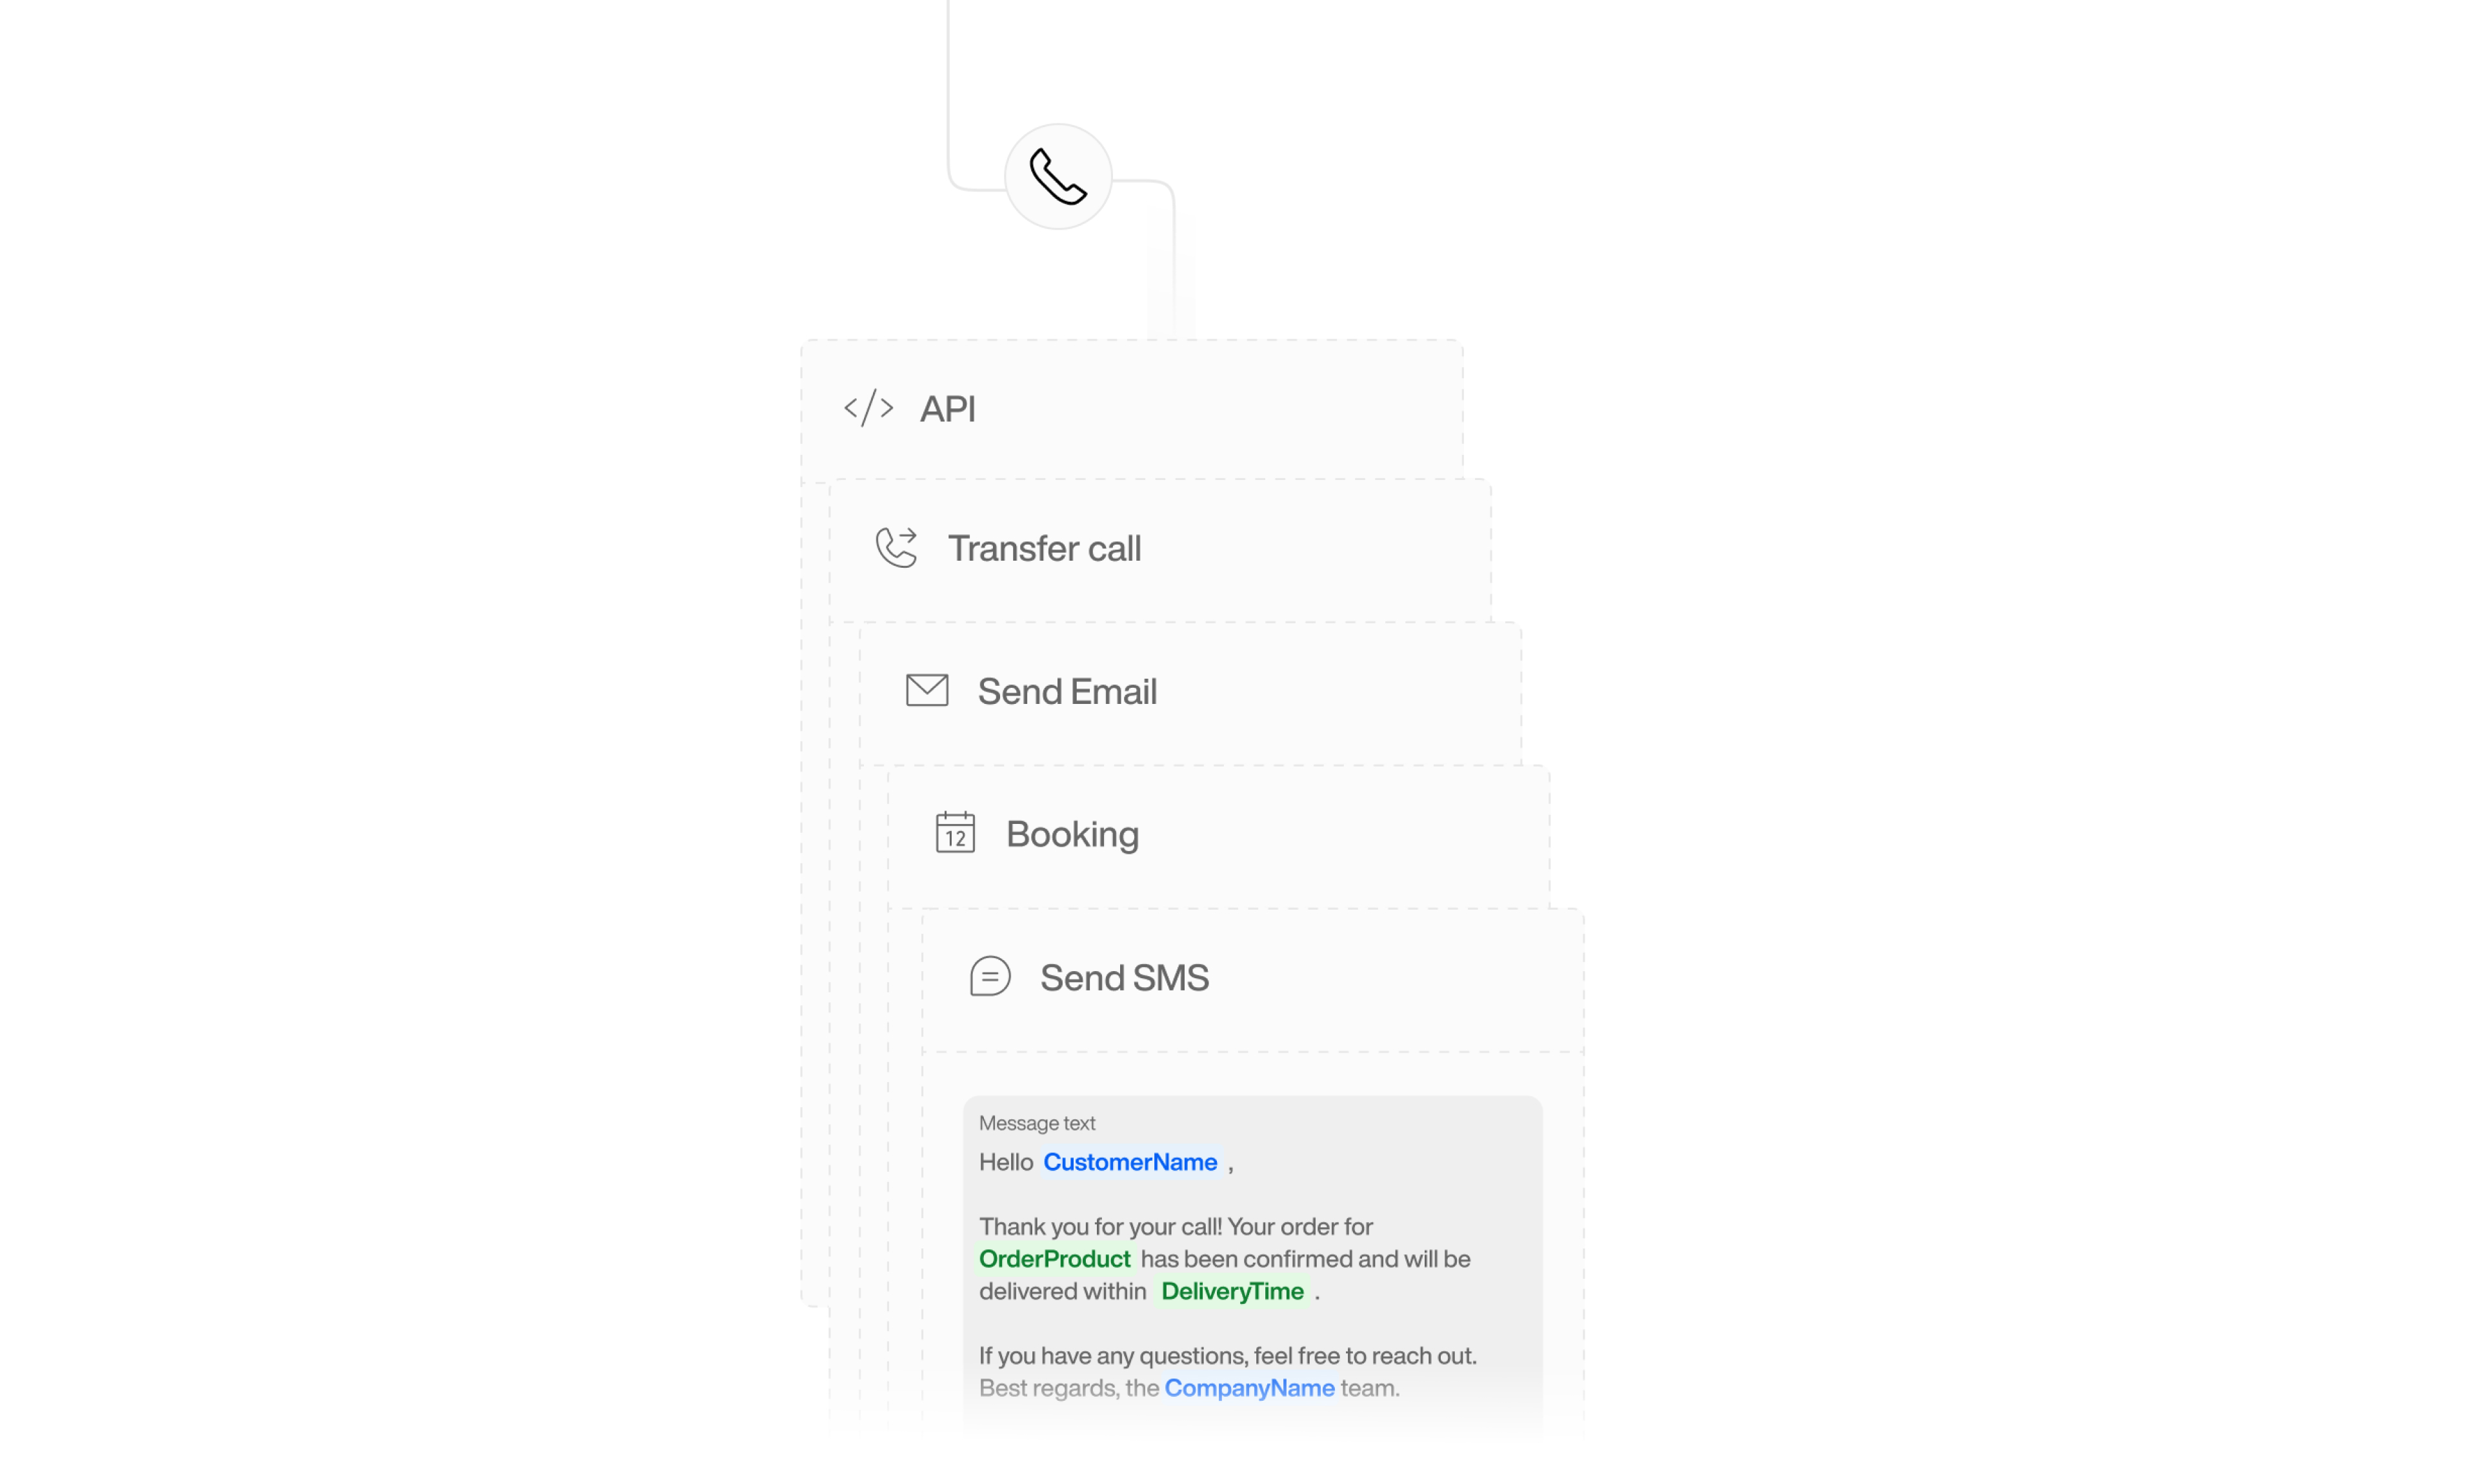 API
Transfer call
Send Email
12
Booking
Send SMS
Message text
Hello CustomerName ,
Thank you for your call! Your order for
OrderProduct has been confirmed and will be
delivered within DeliveryTime .
If you have any questions, feel free to reach out.
Best regards, the CompanyName team.